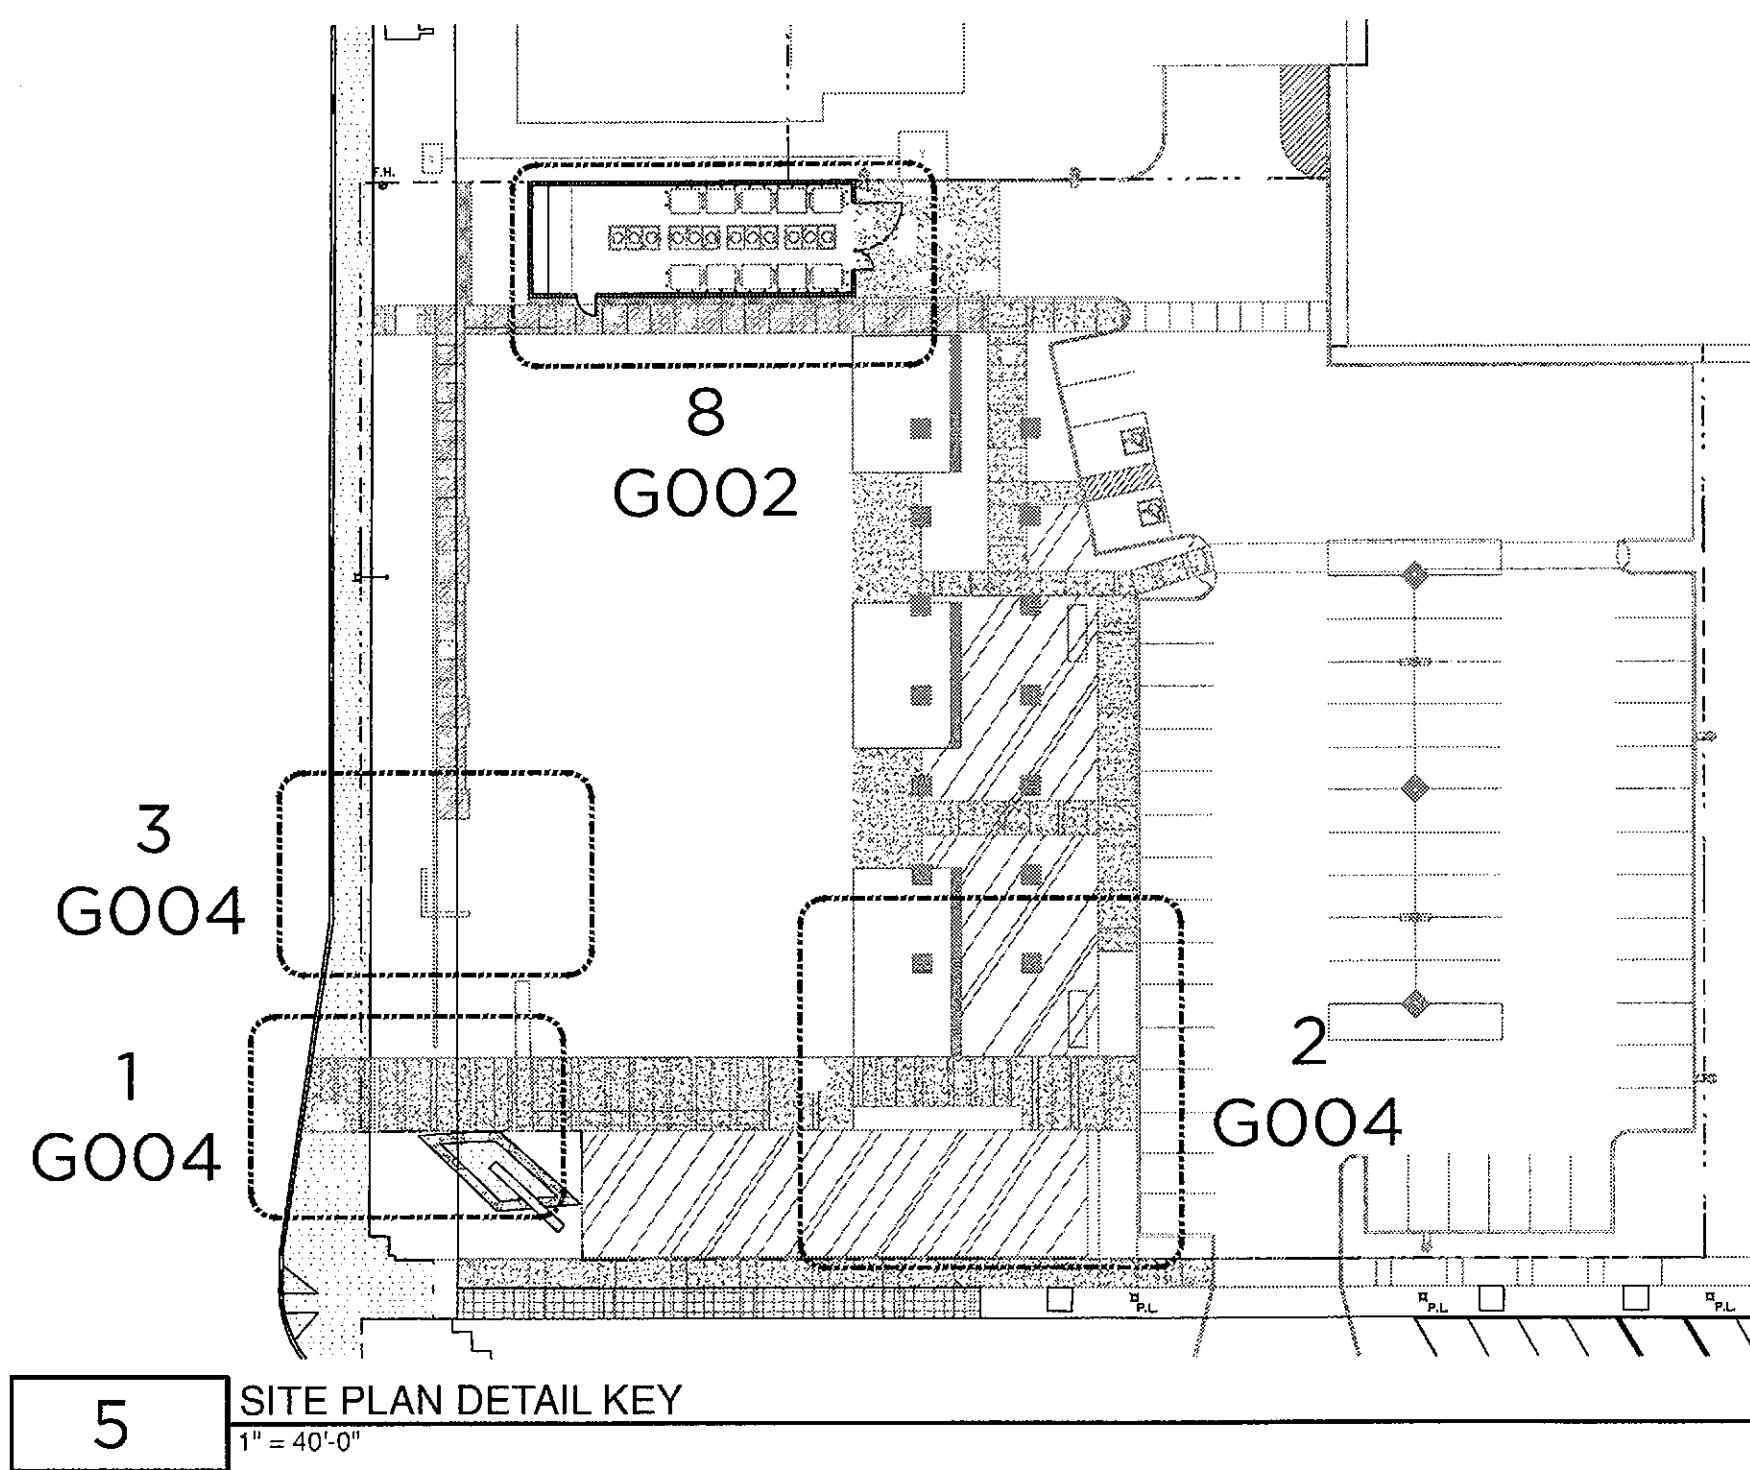 F.H.
8
G002
3
G004
1
G004
2
G004
P.L.
P.L.
P.L.
5
SITE PLAN DETAIL KEY
1" = 40'-0"